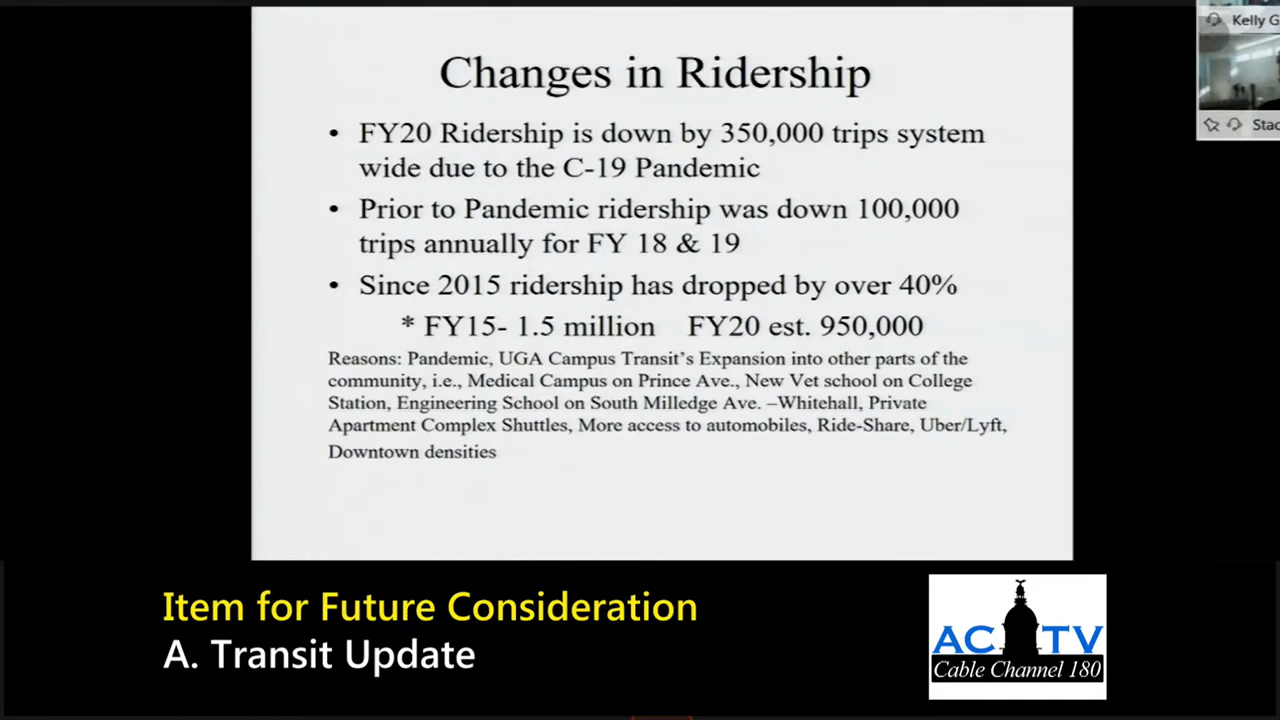 Changes in Ridership
• FY20 Ridership is down by 350,000 trips system
wide due to the C-19 Pandemic
• Prior to Pandemic ridership was down 100,000
trips annually for FY 18 & 19
• Since 2015 ridership has dropped by over 40%
* FY15- 1.5 million FY20 est. 950,000
Reasons: Pandemic, UGA Campus Transit's Expansion into other parts of the
community, i.e., Medical Campus on Prince Ave., New Vet school on College
Station, Engineering School on South Milledge Ave. –Whitehall, Private
Apartment Complex Shuttles, More access to automobiles, Ride-Share, Uber/Lyft,
Downtown densities
Kelly G
Stac
Item for Future Consideration
A. Transit Update
ACTV
Cable Channel 180